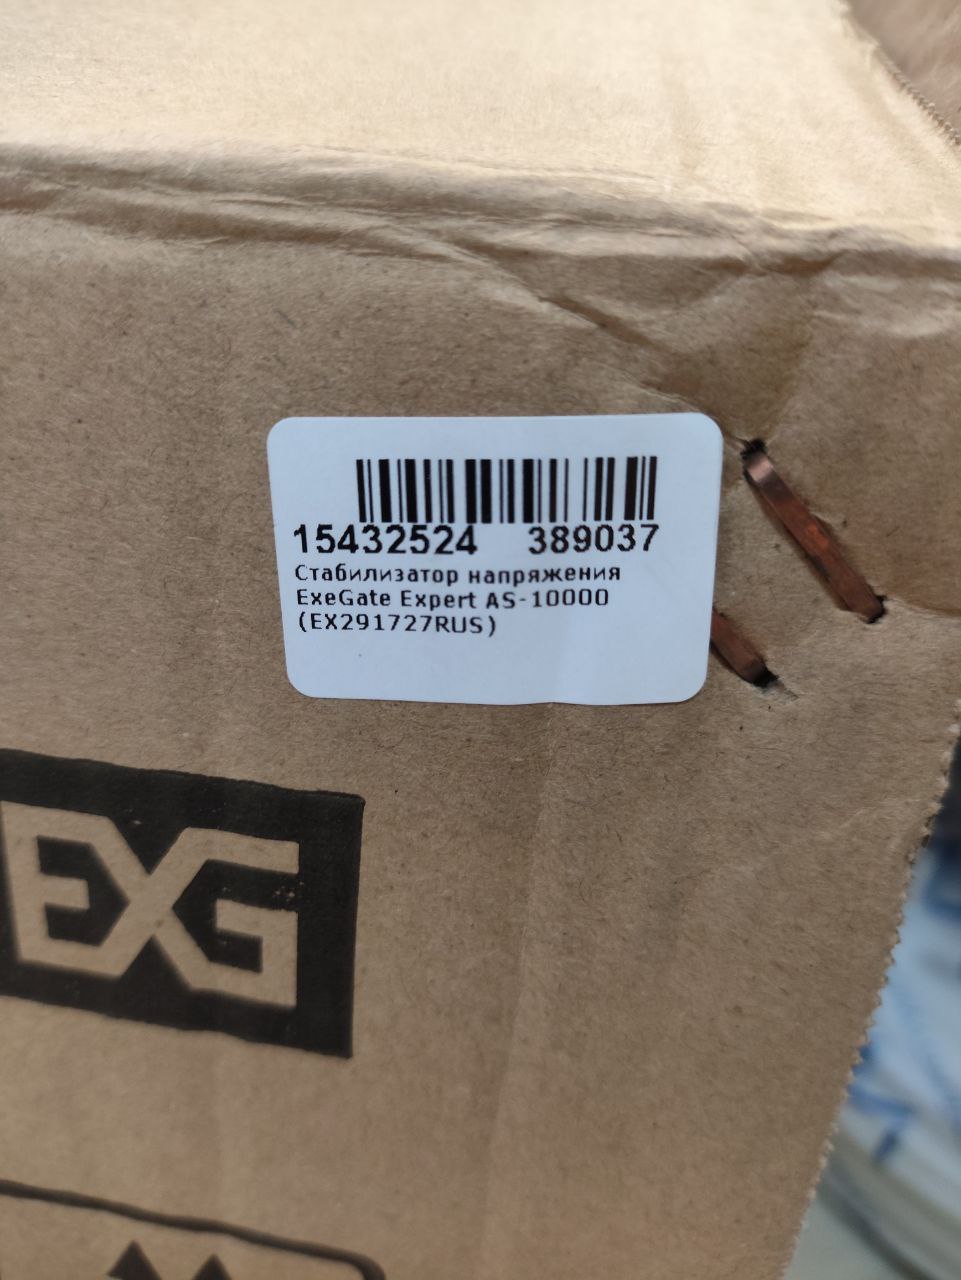 15432524 389037
Стабилизатор напряжения
ExeGate Expert AS-10000
(EX291727RUS)
EXG